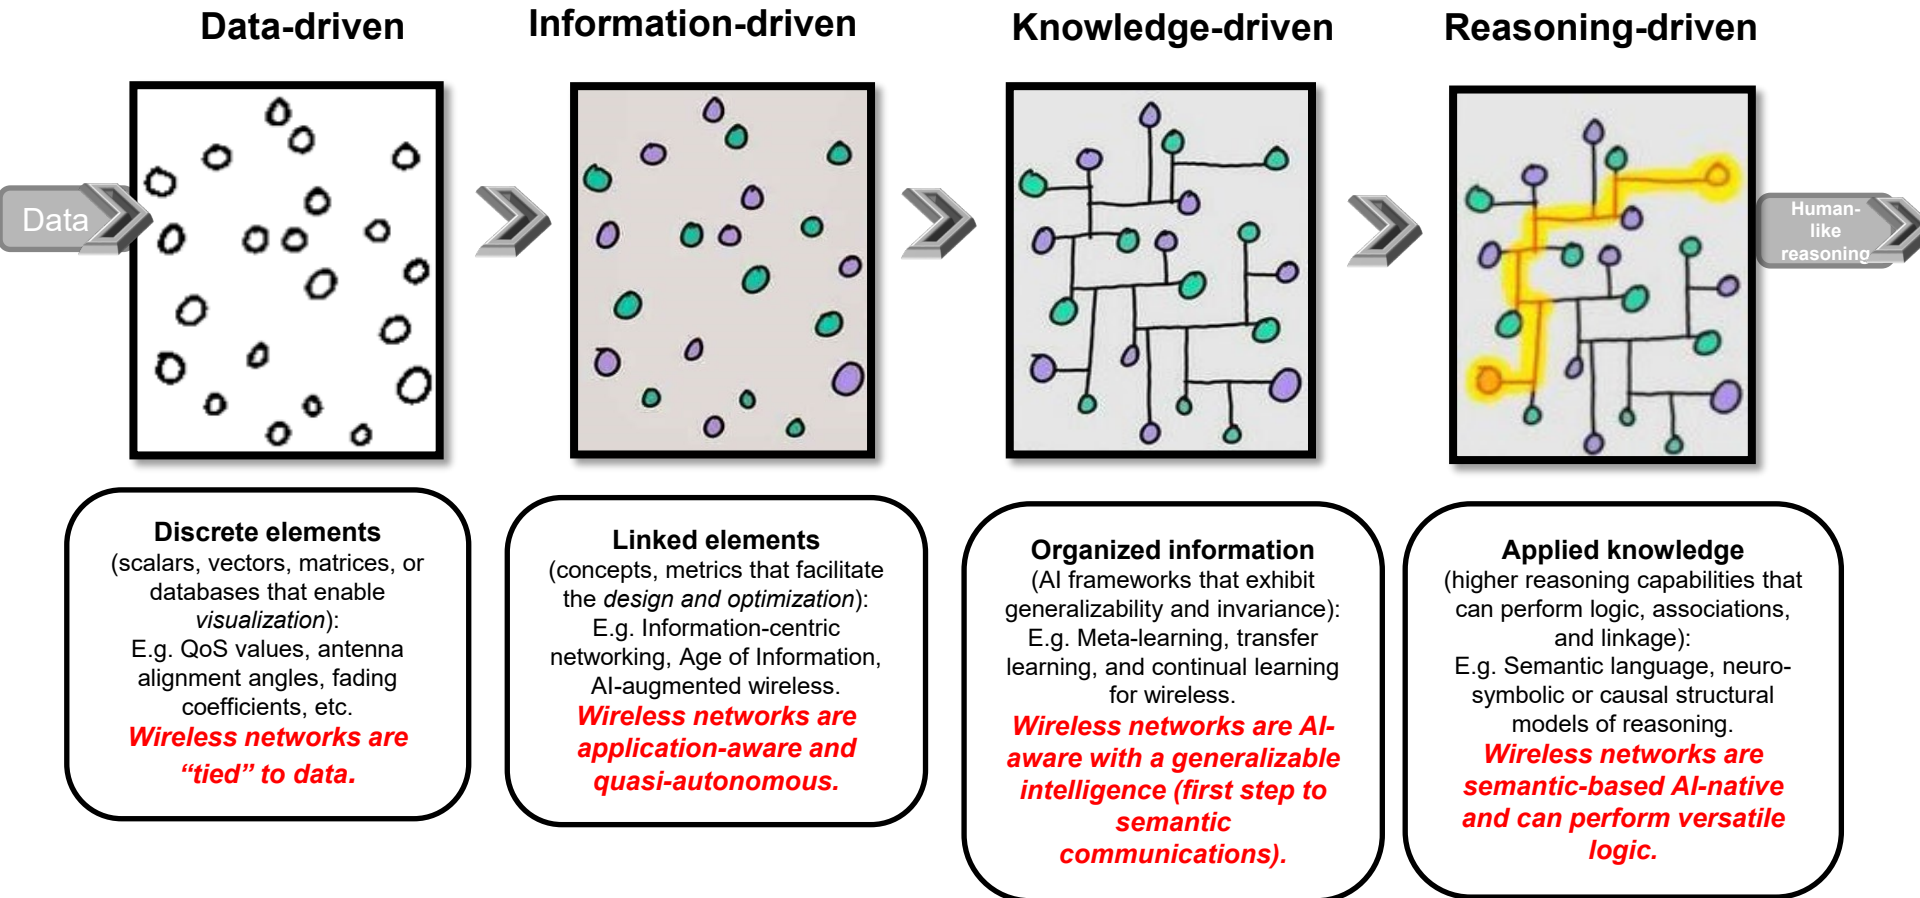 Data-driven
Information-driven
Knowledge-driven
Reasoning-driven
Data
Human-
like
reasoning
Discrete elements
(scalars, vectors, matrices, or
databases that enable
visualization):
E.g. QoS values, antenna
alignment angles, fading
coefficients, etc.
Wireless networks are
“tied” to data.
Linked elements
(concepts, metrics that facilitate
the design and optimization):
E.g. Information-centric
networking, Age of Information,
AI-augmented wireless.
Wireless networks are
application-aware and
quasi-autonomous.
Organized information
(AI frameworks that exhibit
generalizability and invariance):
E.g. Meta-learning, transfer
learning, and continual learning
for wireless.
Wireless networks are AI-
aware with a generalizable
intelligence (first step to
semantic
communications).
Applied knowledge
(higher reasoning capabilities that
can perform logic, associations,
and linkage):
E.g. Semantic language, neuro-
symbolic or causal structural
models of reasoning.
Wireless networks are
semantic-based AI-native
and can perform versatile
logic.